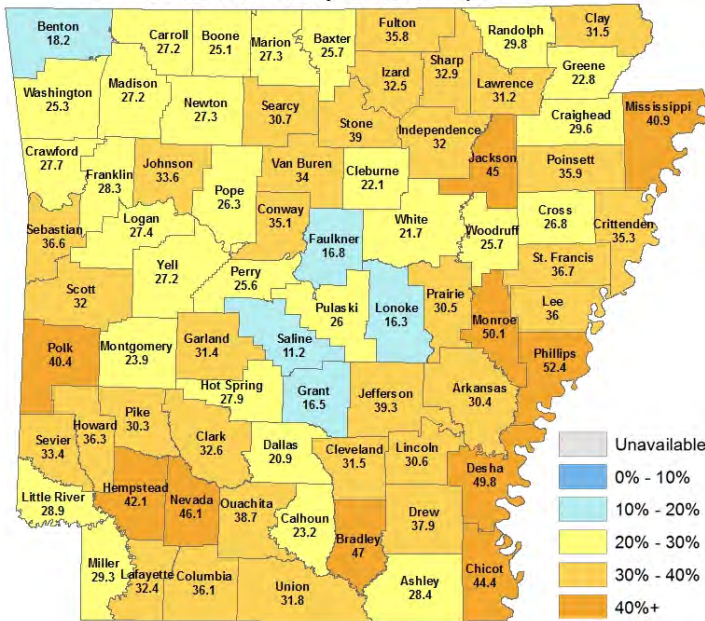 Benton
18.2
Carroll
27.2
Boone
25.1
Marion
27.3
Baxter
25.7
Fulton
35.8
Randolph
29.8
Clay
31.5
Washington
25.3
Madison
27.2
Newton
27.3
Searcy
30.7
Stone
39
Izard
32.5
Sharp
32.9
Lawrence
31.2
Greene
22.8
Craighead
29.6
Mississippi
40.9
Independence
32
Jackson
45
Poinsett
35.9
Crawford
27.7
Franklin
28.3
Johnson
33.6
Pope
26.3
Van Buren
34
Cleburne
22.1
Logan
27.4
Conway
35.1
Faulkner
16.8
White
21.7
Woodruff
25.7
Cross
26.8
Crittenden
35.3
Sebastian
36.6
St. Francis
36.7
Scott
32
Yell
27.2
Perry
25.6
Pulaski
26
Lonoke
16.3
Prairie
30.5
Monroe
50.1
Lee
36
Phillips
52.4
Polk
40.4
Montgomery
23.9
Garland
31.4
Saline
11.2
Hot Spring
27.9
Grant
16.5
Jefferson
39.3
Arkansas
30.4
Sevier
33.4
Howard
36.3
Pike
30.3
Clark
32.6
Dallas
20.9
Cleveland
31.5
Lincoln
30.6
Desha
49.8
Little River
28.9
Hempstead
42.1
Nevada
46.1
Ouachita
38.7
Calhoun
23.2
Bradley
47
Drew
37.9
Chicot
44.4
Miller
29.3
Lafayette
32.4
Columbia
36.1
Union
31.8
Ashley
28.4
Unavailable
0% - 10%
10% - 20%
20% - 30%
30% - 40%
40%+